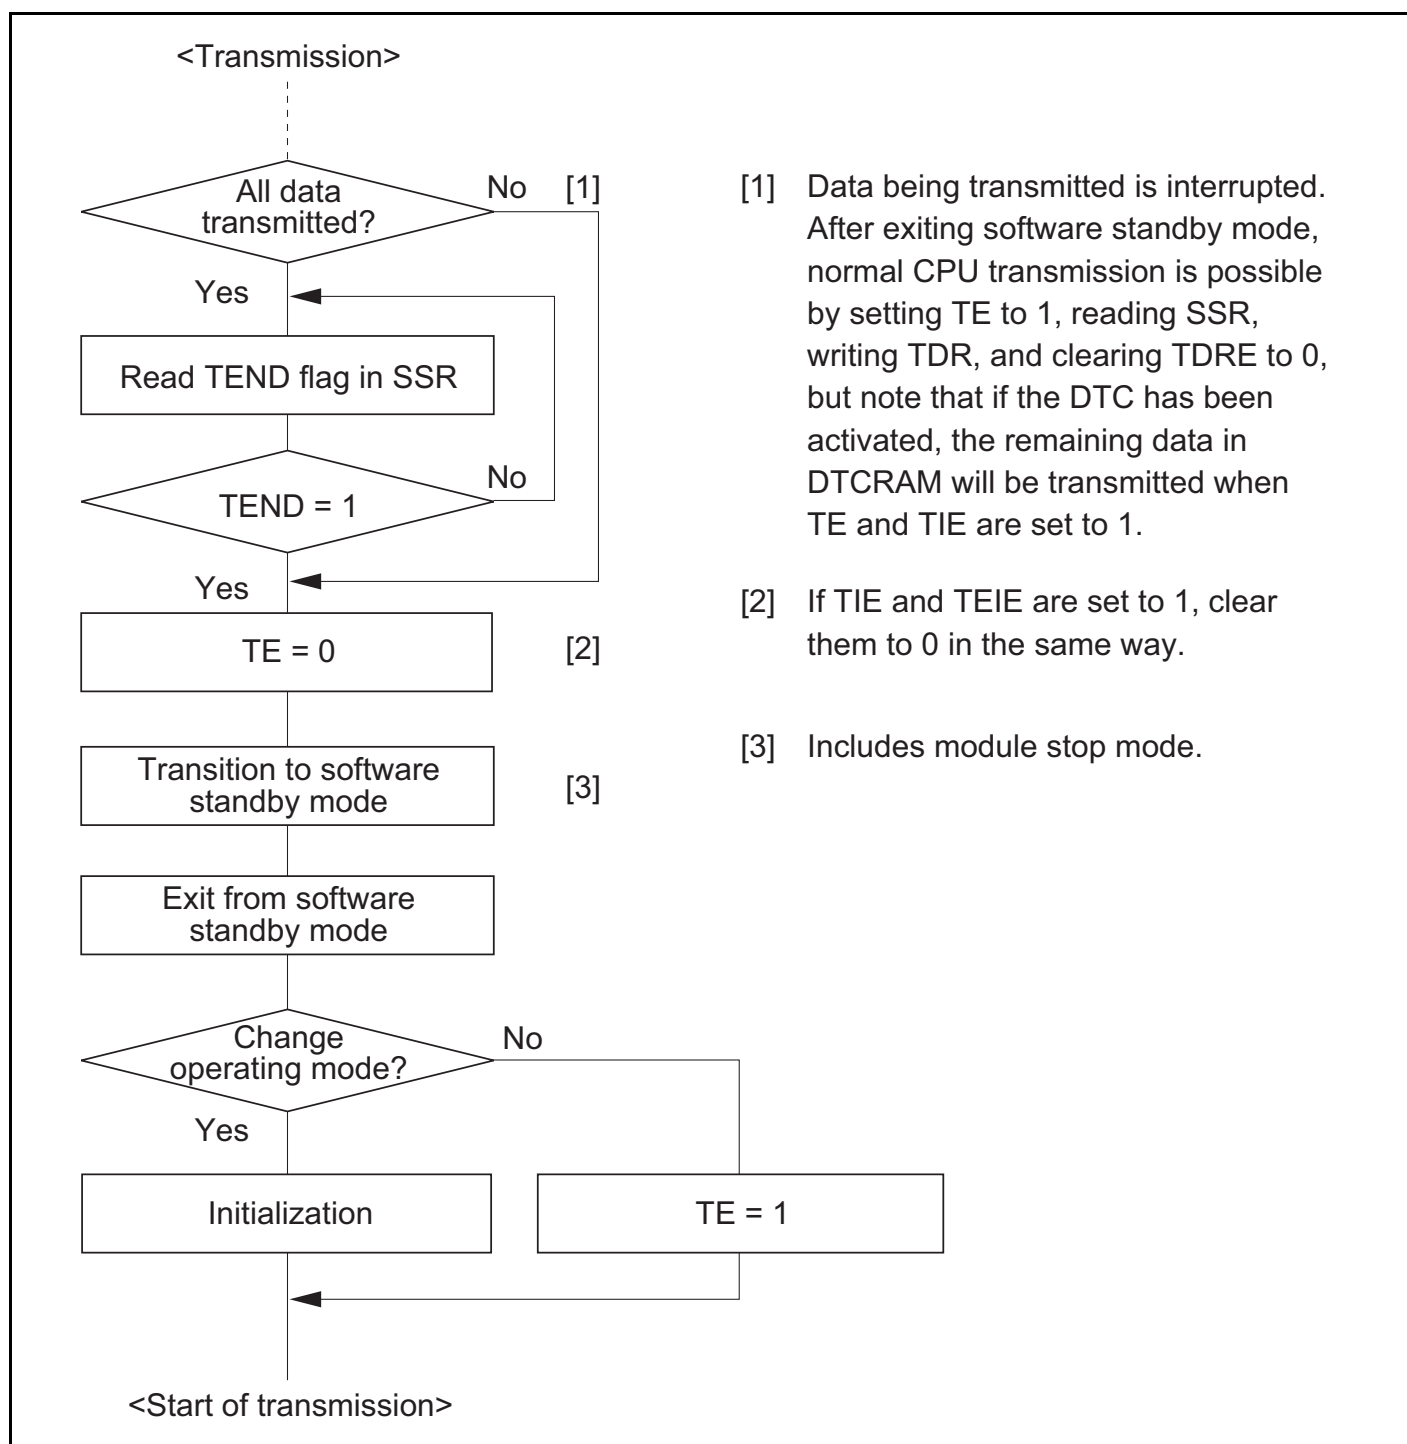 <Transmission>
All data
transmitted?
No
[1]
Yes
Read TEND flag in SSR
No
TEND = 1
Yes
TE = 0
[2]
Transition to software
standby mode
[3]
Exit from software
standby mode
Change
operating mode?
No
Yes
Initialization
TE = 1
<Start of transmission>
[1] Data being transmitted is interrupted.
After exiting software standby mode,
normal CPU transmission is possible
by setting TE to 1, reading SSR,
writing TDR, and clearing TDRE to 0,
but note that if the DTC has been
activated, the remaining data in
DTCRAM will be transmitted when
TE and TIE are set to 1.
[2] If TIE and TEIE are set to 1, clear
them to 0 in the same way.
[3] Includes module stop mode.